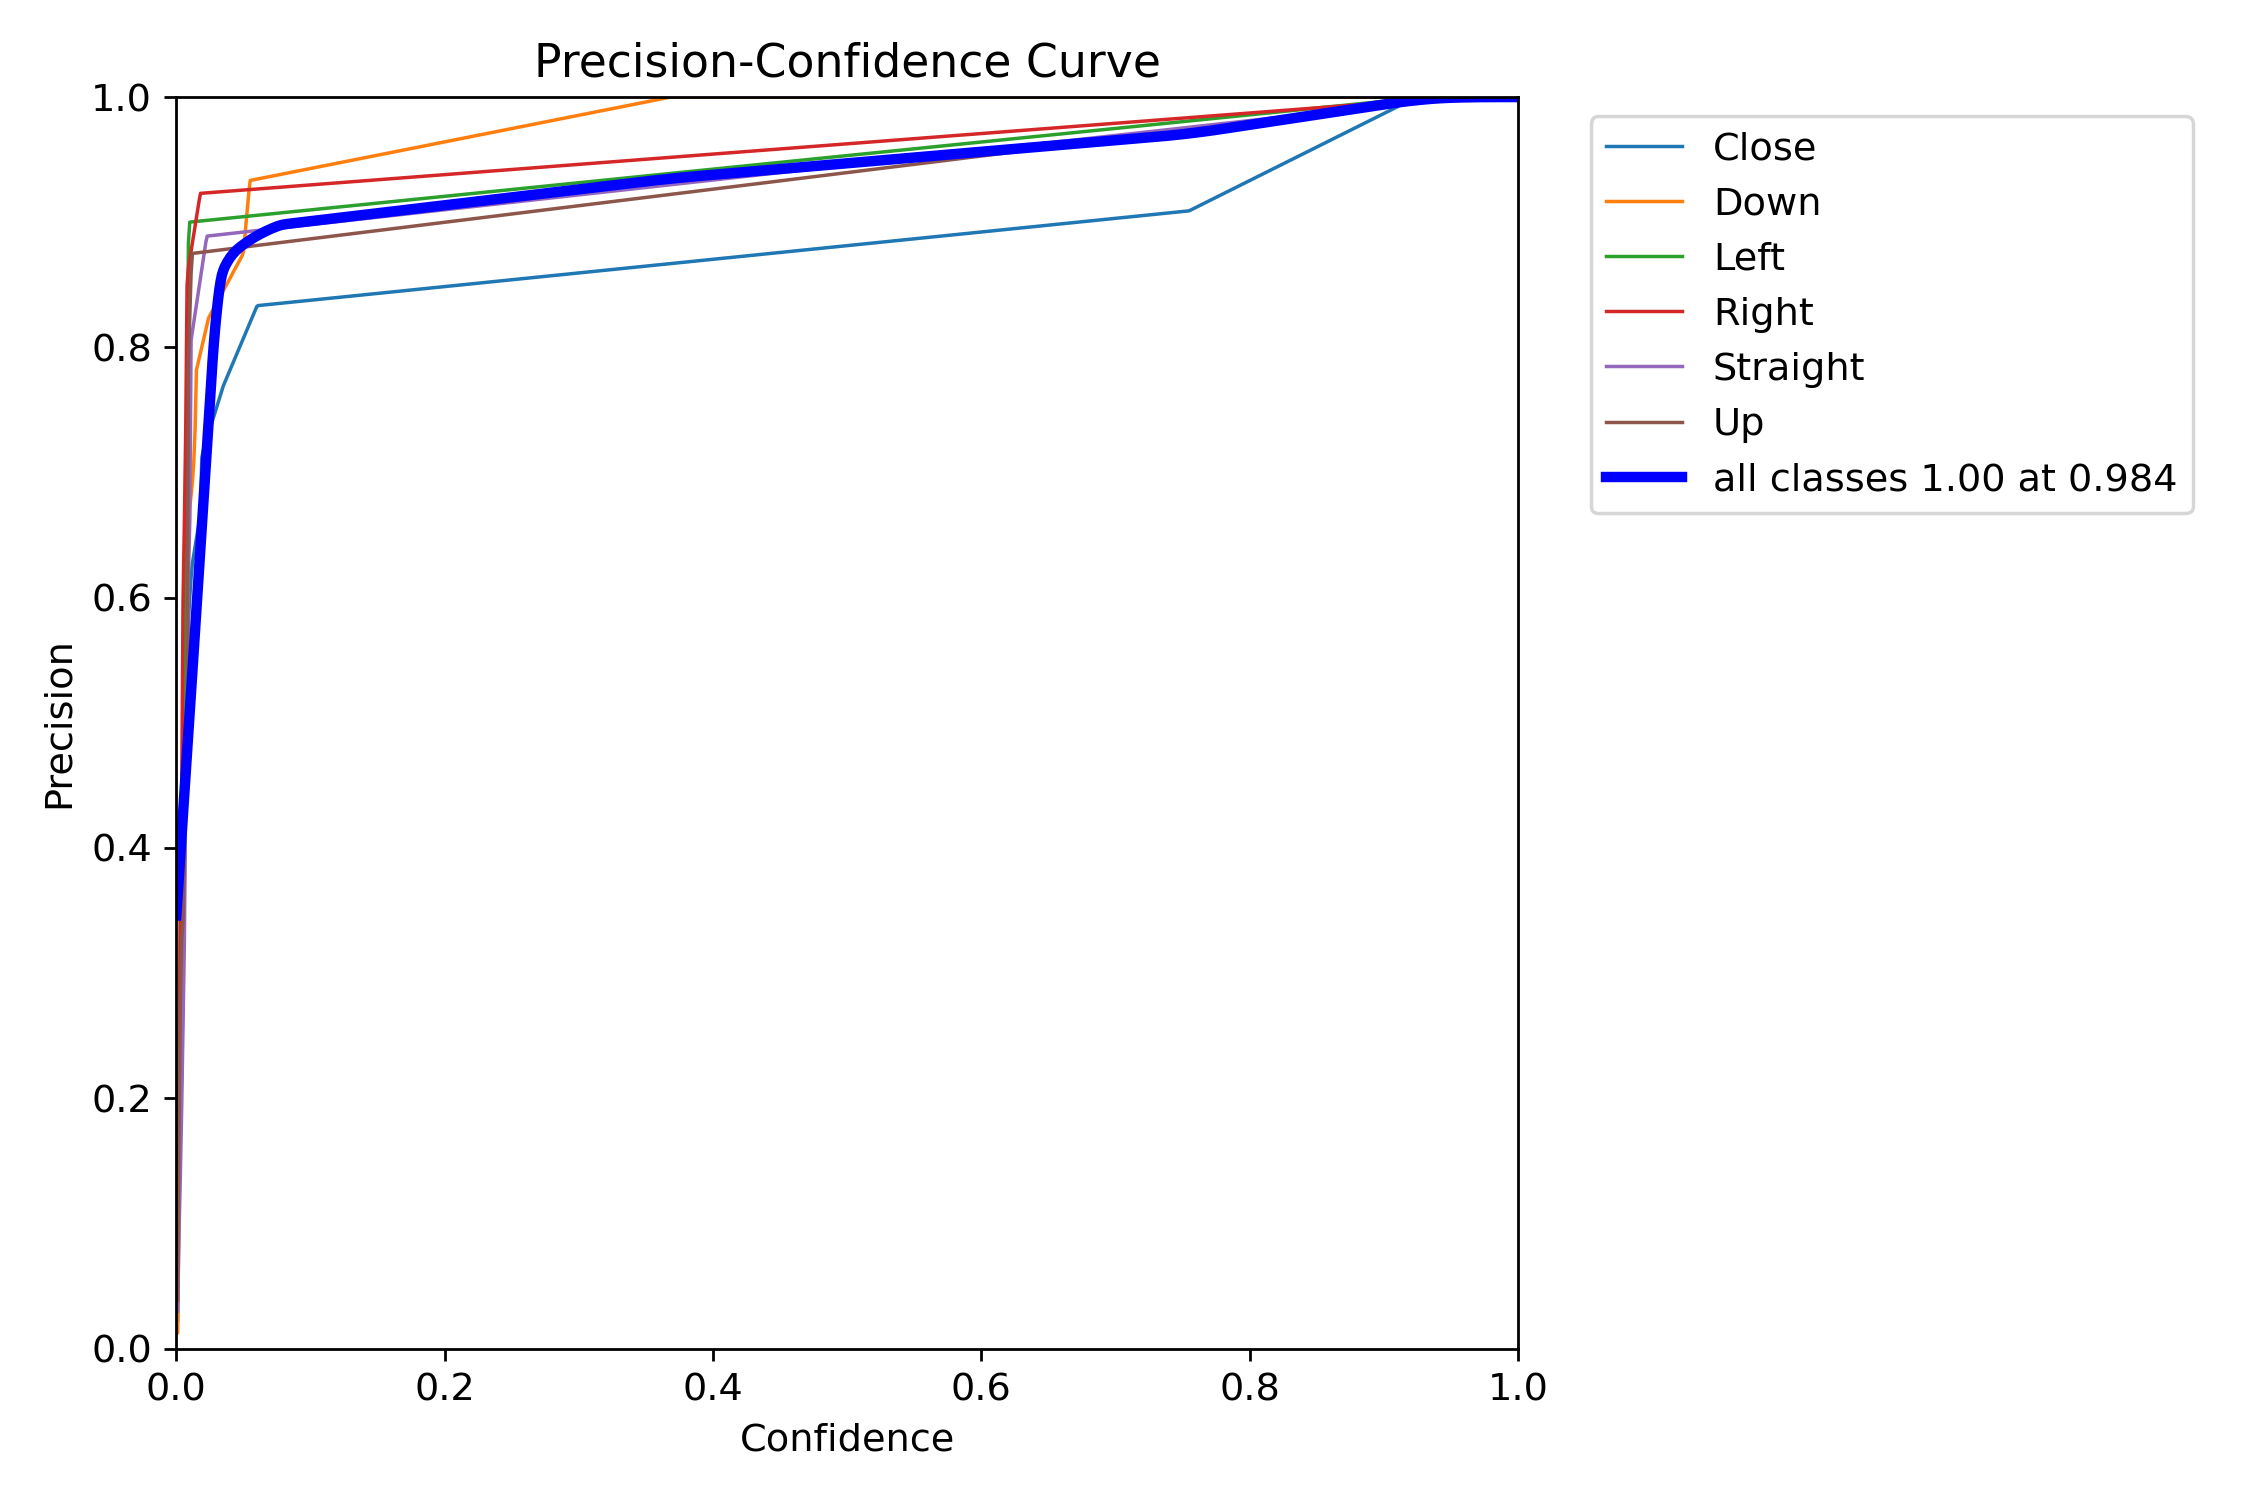 Precision-Confidence Curve
1.0
0.8
0.6
0.4
0.2
0.0
Precision
0.0 0.2 0.4 0.6 0.8 1.0
Confidence
Close
Down
Left
Right
Straight
Up
all classes 1.00 at 0.984